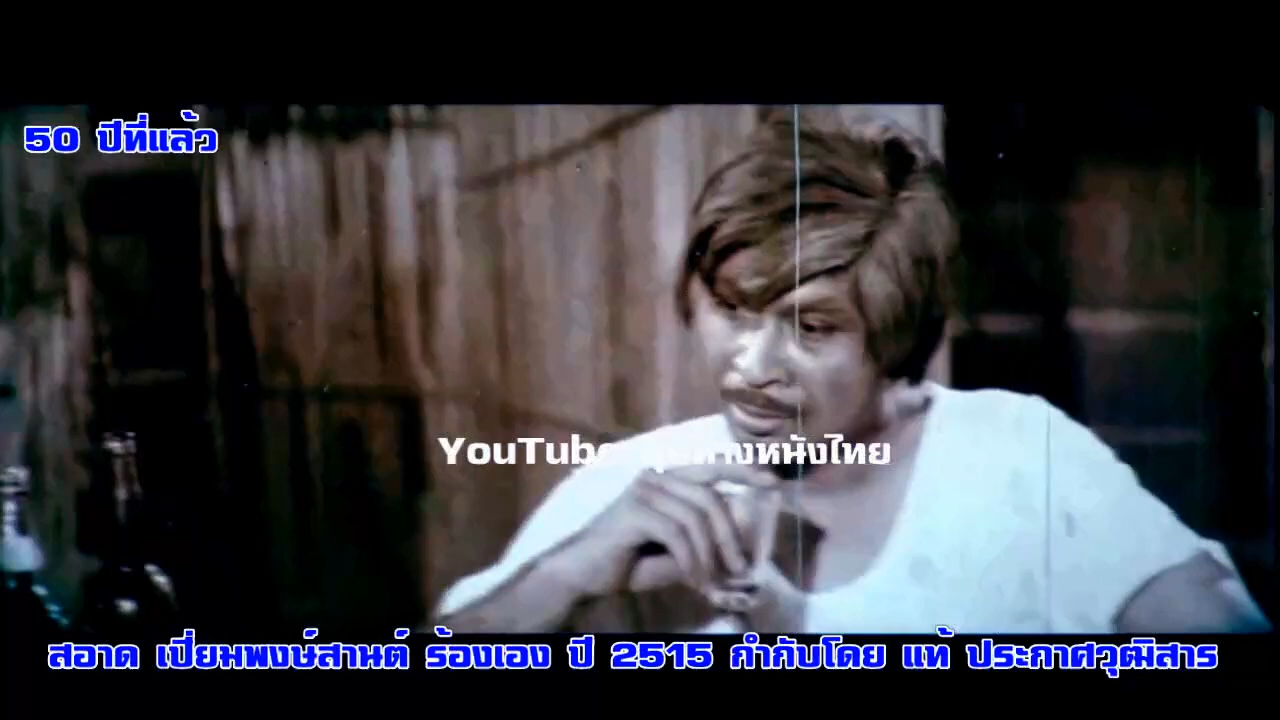 50 ปีที่แล้ว
YouTube หนังไทย
สอาด เปี่ยมพงษ์สานต์ ร้องเอง ปี 2515 กำกับโดย แท้ ประกาศวุฒิสาร